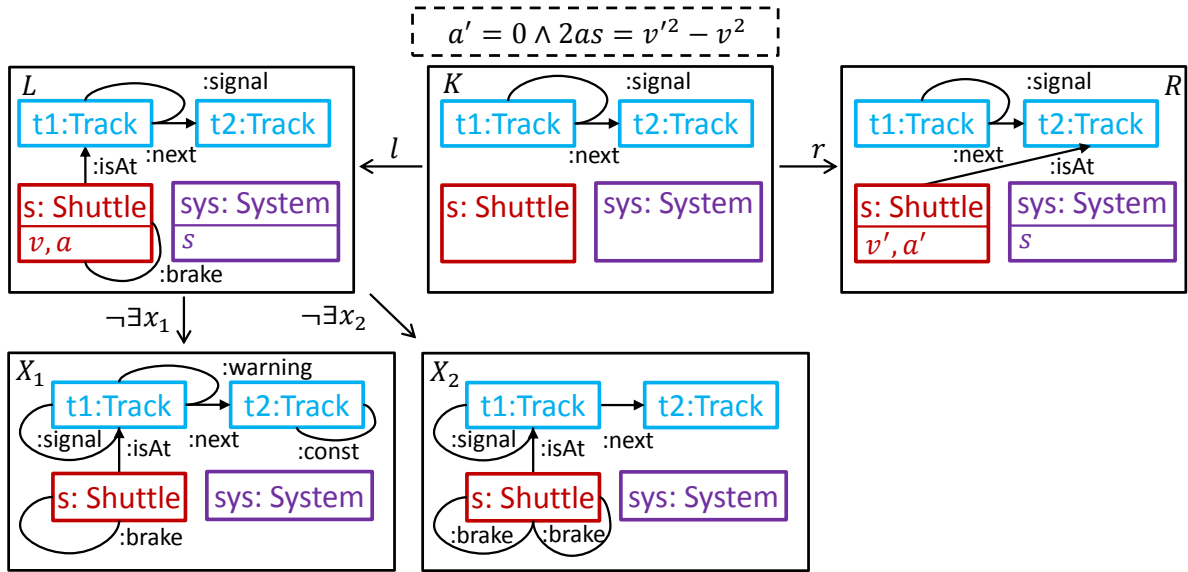 a′ = 0 ∧ 2as = v′² − v²
L
:signal
t1:Track
t2:Track
:next
:isAt
s: Shuttle
v, a
:brake
sys: System
s
l
K
:signal
t1:Track
t2:Track
:next
s: Shuttle
sys: System
r
R
:signal
t1:Track
t2:Track
:next
:isAt
s: Shuttle
v′, a′
sys: System
s
¬∃x₁
¬∃x₂
X₁
:warning
t1:Track
t2:Track
:signal
:isAt
:next
:const
s: Shuttle
sys: System
:brake
X₂
t1:Track
t2:Track
:signal
:isAt
:next
s: Shuttle
sys: System
:brake
:brake